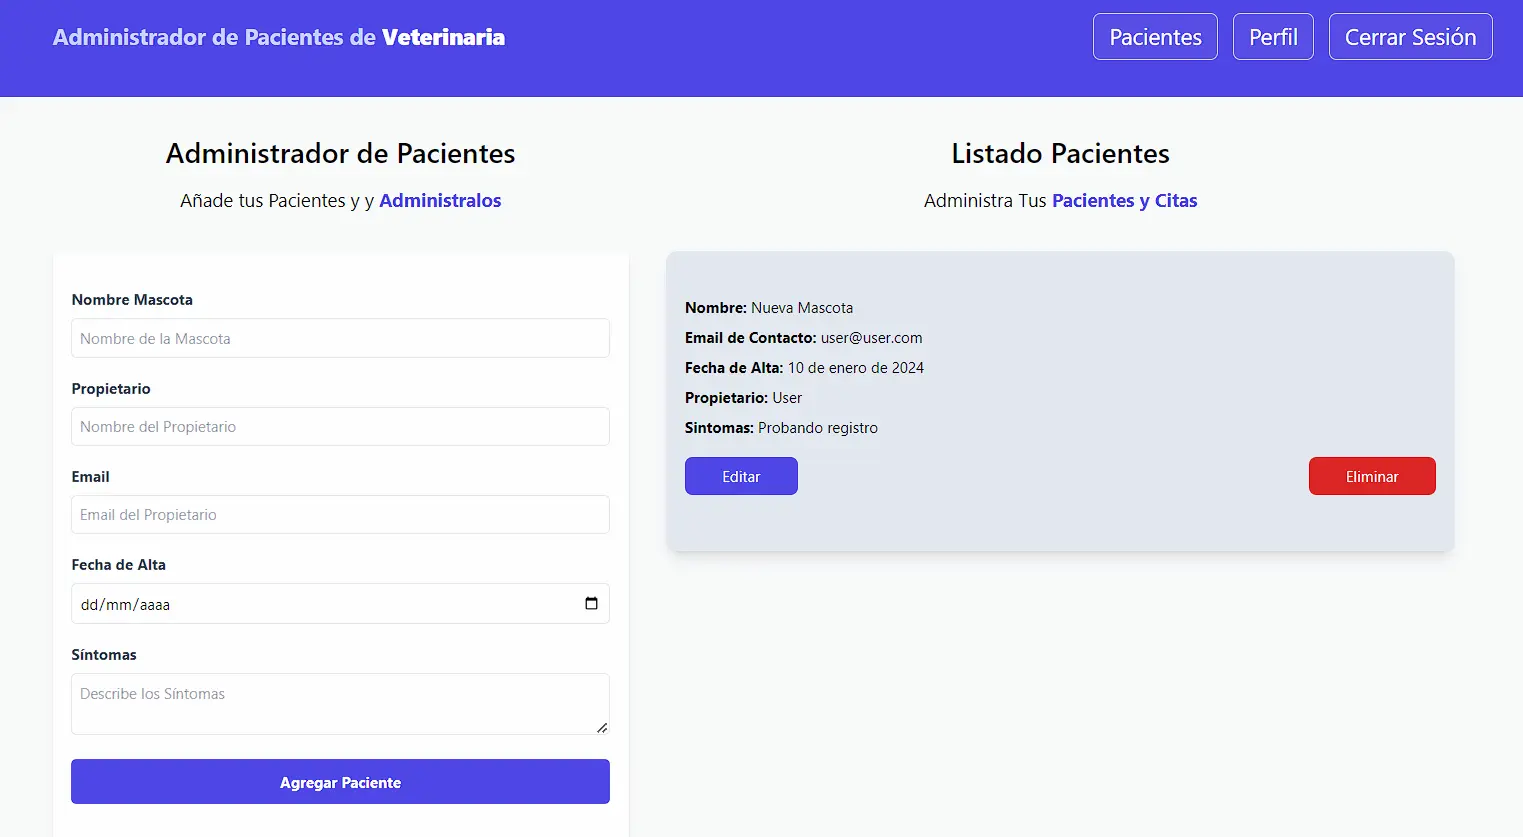 Administrador de Pacientes de Veterinaria
Pacientes
Perfil
Cerrar Sesión
Administrador de Pacientes
Añade tus Pacientes y y Administralos
Nombre Mascota
Nombre de la Mascota
Propietario
Nombre del Propietario
Email
Email del Propietario
Fecha de Alta
dd/mm/aaaa
Síntomas
Describe los Síntomas
Agregar Paciente
Listado Pacientes
Administra Tus Pacientes y Citas
Nombre: Nueva Mascota
Email de Contacto: user@user.com
Fecha de Alta: 10 de enero de 2024
Propietario: User
Sintomas: Probando registro
Editar
Eliminar